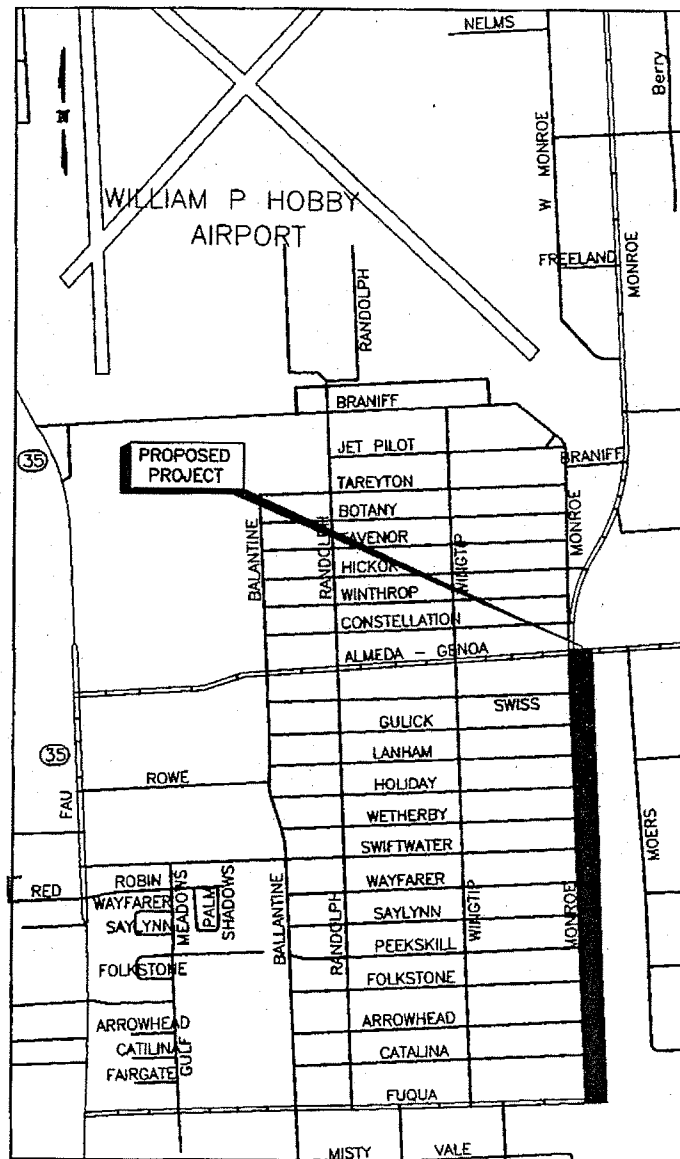 NELMS
Berry
W MONROE
WILLIAM P HOBBY
AIRPORT
FREELAND
MONROE
RANDOLPH
BRANIFF
35
PROPOSED
PROJECT
JET PILOT
BRANIFF
TAREYTON
BOTANY
BALANTINE
RANDOLPH
TAVENOR
WINGTIP
MONROE
HICKOR
WINTHROP
CONSTELLATION
ALMEDA - GENOA
SWISS
GULICK
35
LANHAM
ROWE
HOLIDAY
FAU
WETHERBY
MOERS
SWIFTWATER
RED
ROBIN
WAYFARER
WAYFARER
MEADOWS
PALM
SHADOWS
BALLANTINE
RANDOLPH
WINGTIP
MONROE
SAYLYNN
SAYLYNN
PEEKSKILL
FOLKSTONE
FOLKSTONE
ARROWHEAD
ARROWHEAD
CATILINA
GULF
CATALINA
FAIRGATE
FUQUA
MISTY
VALE